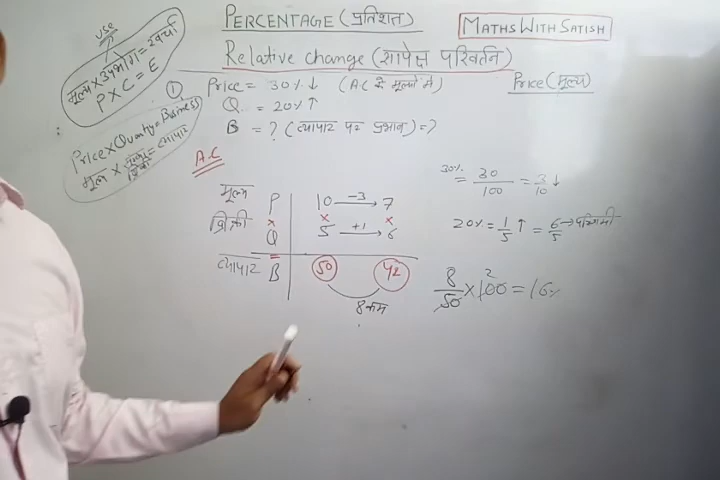 PERCENTAGE (प्रतिशत)
MATHS WITH SATISH
Relative change (सापेक्ष परिवर्तन)
use
मूल्य × उपभोग = खर्चा
P × C = E
① Price = 30% ↓ (A.C के मूल्य में)
Price (मूल्य)
Q = 20% ↑
B = ? (व्यापार पर प्रभाव) = ?
Price × Quantity = Business
मूल्य × बिक्री = व्यापार
A.C
30% = 30/100 = 3/10 ↓
मूल्य P 10 -3→ 7
× × ×
बिक्री Q 5 +1→ 6
20% = 1/5 ↑ = 6/5
= व्यापार B 50 42
8 कम
8/50 × 100 2 = 16%